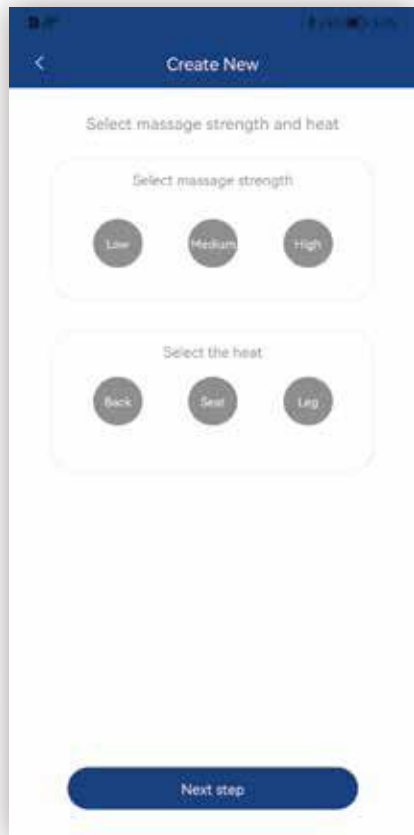 Create New
Select massage strength and heat
Select massage strength
Low Medium High
Select the heat
Back Seat Leg
Next step